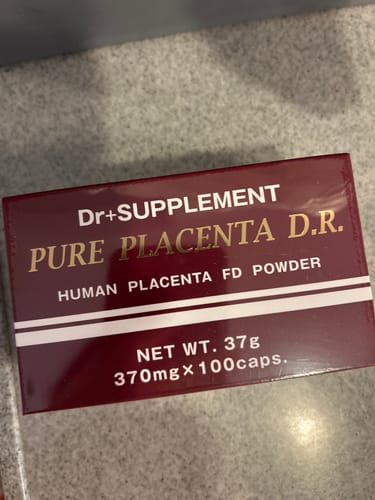 Dr+SUPPLEMENT
PURE PLACENTA D.R.
HUMAN PLACENTA FD POWDER
NET WT. 37g
370mg×100caps.